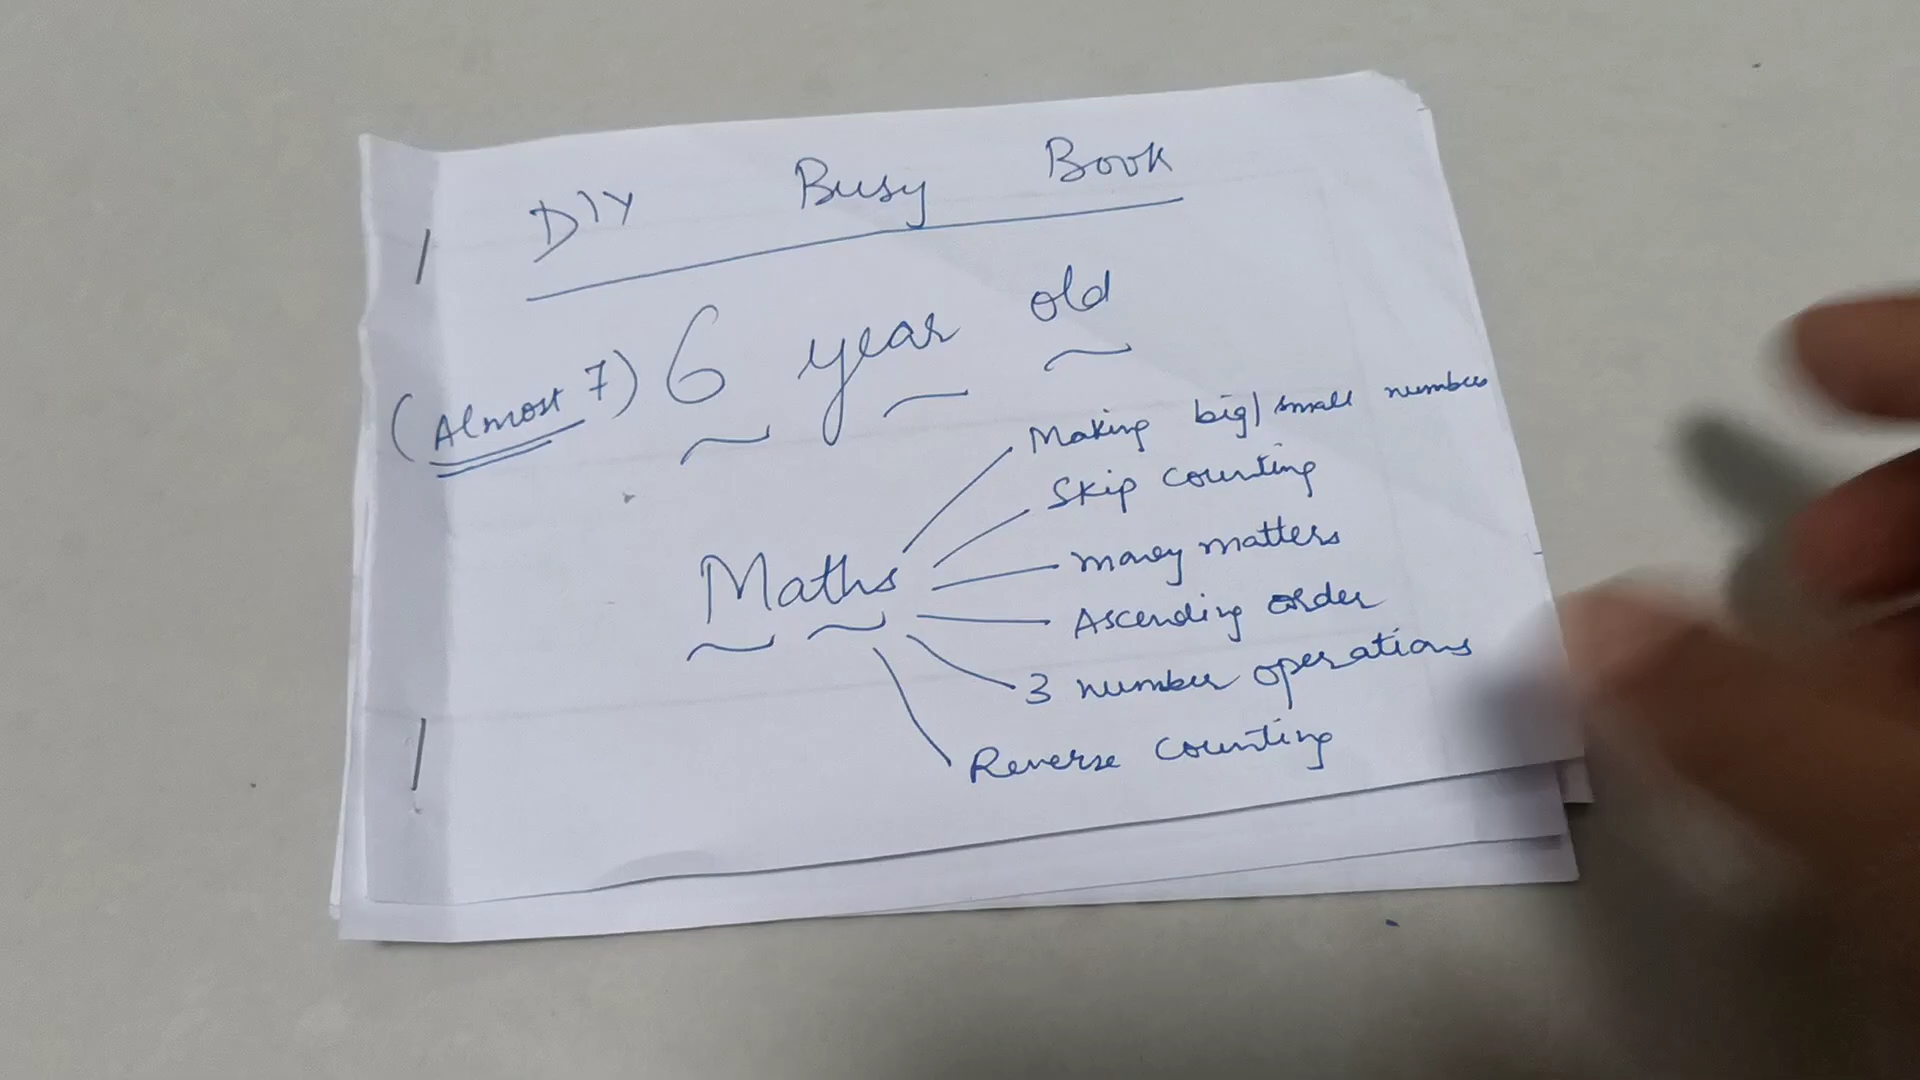 DIY Busy Book
(Almost 7) 6 year old
Maths
Making big/small numbers
Skip counting
money matters
Ascending order
3 number operations
Reverse counting